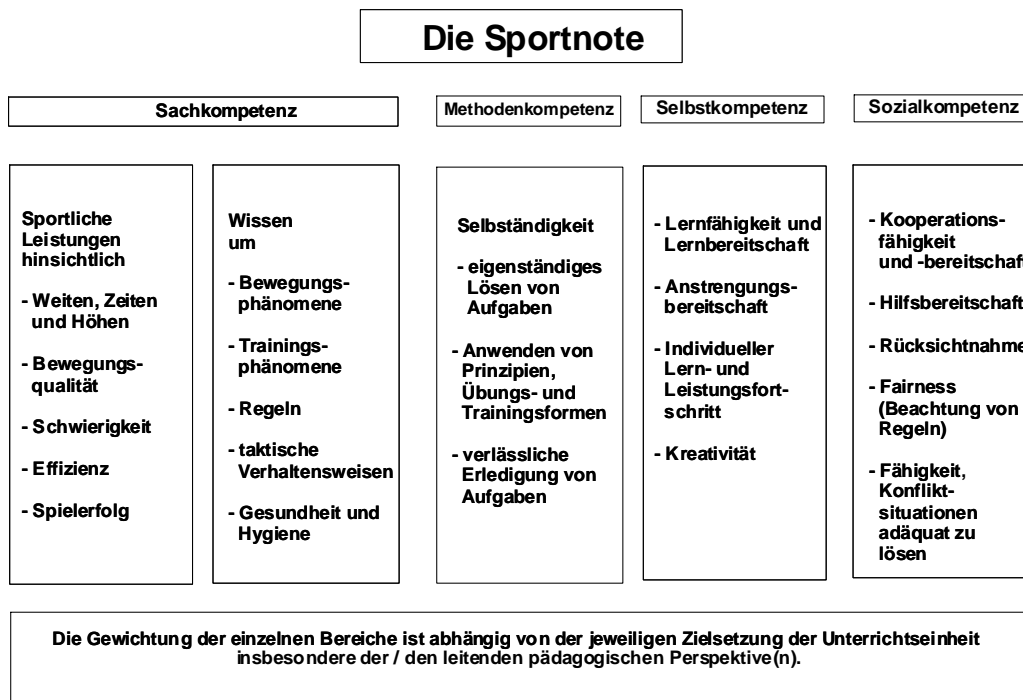 Die Sportnote
Sachkompetenz
Methodenkompetenz
Selbstkompetenz
Sozialkompetenz
Sportliche
Leistungen
hinsichtlich
- Weiten, Zeiten
und Höhen
- Bewegungs-
qualität
- Schwierigkeit
- Effizienz
- Spielerfolg
Wissen
um
- Bewegungs-
phänomene
- Trainings-
phänomene
- Regeln
- taktische
Verhaltensweisen
- Gesundheit und
Hygiene
Selbständigkeit
- eigenständiges
Lösen von
Aufgaben
- Anwenden von
Prinzipien,
Übungs- und
Trainingsformen
- verlässliche
Erledigung von
Aufgaben
- Lernfähigkeit und
Lernbereitschaft
- Anstrengungs-
bereitschaft
- Individueller
Lern- und
Leistungsfort-
schritt
- Kreativität
- Kooperations-
fähigkeit
und -bereitschaft
- Hilfsbereitschaft
- Rücksichtnahme
- Fairness
(Beachtung von
Regeln)
- Fähigkeit,
Konflikt-
situationen
adäquat zu
lösen
Die Gewichtung der einzelnen Bereiche ist abhängig von der jeweiligen Zielsetzung der Unterrichtseinheit
insbesondere der / den leitenden pädagogischen Perspektive(n).